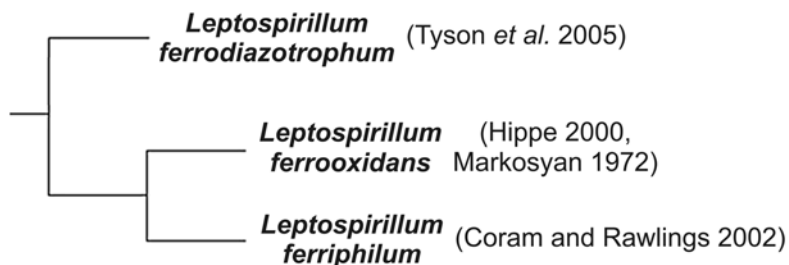 Leptospirillum
ferrodiazotrophum (Tyson et al. 2005)
Leptospirillum (Hippe 2000,
ferrooxidans Markosyan 1972)
Leptospirillum
ferriphilum (Coram and Rawlings 2002)